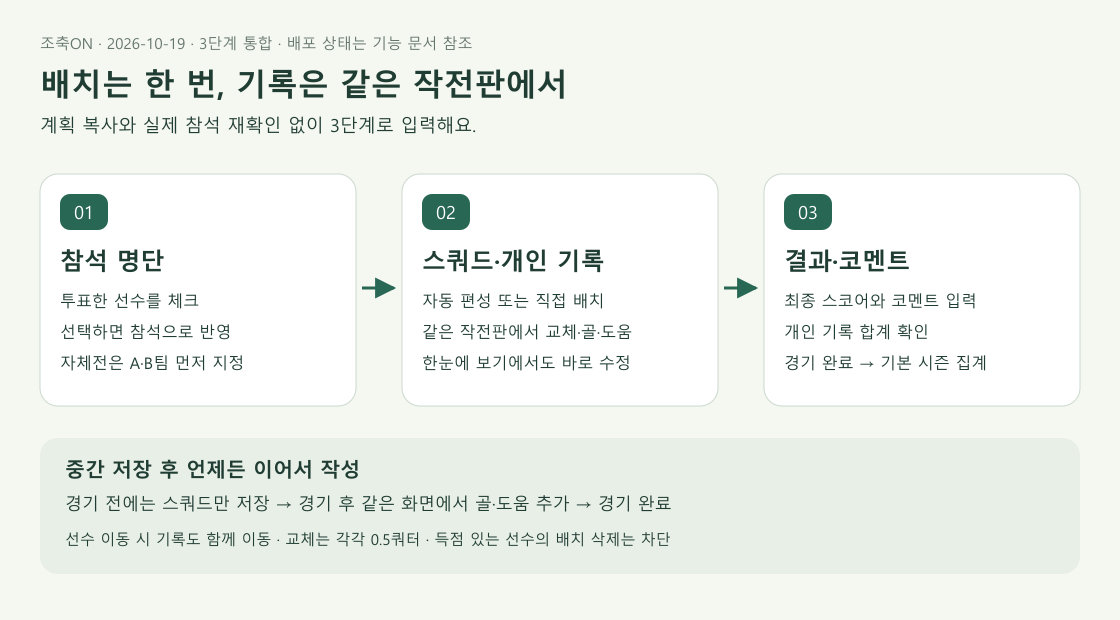 조축ON · 2026-10-19 · 3단계 통합 · 배포 상태는 기능 문서 참조
배치는 한 번, 기록은 같은 작전판에서
계획 복사와 실제 참석 재확인 없이 3단계로 입력해요.
01
참석 명단
투표한 선수를 체크
선택하면 참석으로 반영
자체전은 A·B팀 먼저 지정
02
스쿼드·개인 기록
자동 편성 또는 직접 배치
같은 작전판에서 교체·골·도움
한눈에 보기에서도 바로 수정
03
결과·코멘트
최종 스코어와 코멘트 입력
개인 기록 합계 확인
경기 완료 → 기본 시즌 집계
중간 저장 후 언제든 이어서 작성
경기 전에는 스쿼드만 저장 → 경기 후 같은 화면에서 골·도움 추가 → 경기 완료
선수 이동 시 기록도 함께 이동 · 교체는 각각 0.5쿼터 · 득점 있는 선수의 배치 삭제는 차단